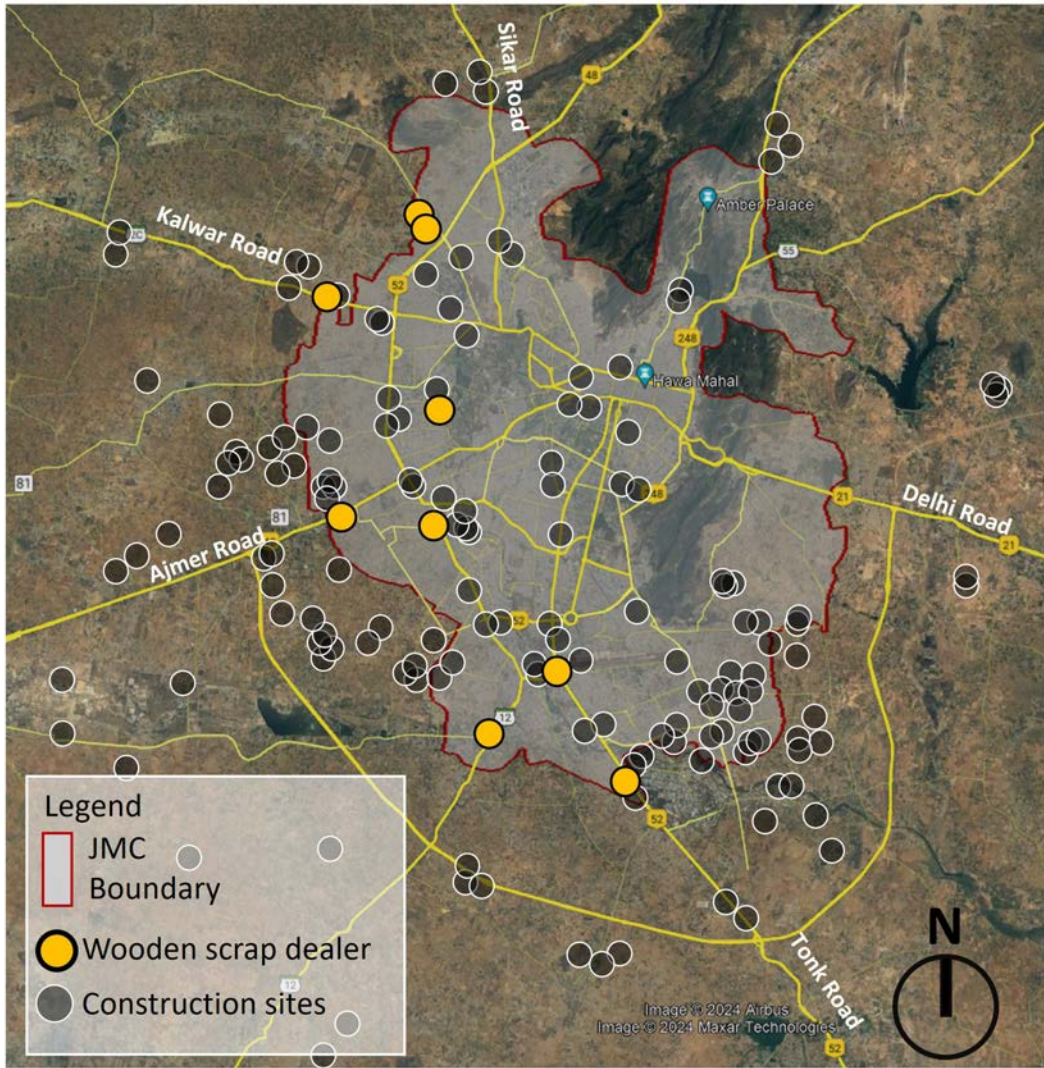 Sikar Road
48
Amber Palace
Kalwar Road
55
52
248
Hawa Mahal
81
248
21
Delhi Road
21
81
Ajmer Road
52
12
52
Legend
JMC
Boundary
Wooden scrap dealer
Construction sites
12
N
Tonk Road
Image © 2024 Airbus
Image © 2024 Maxar Technologies
52